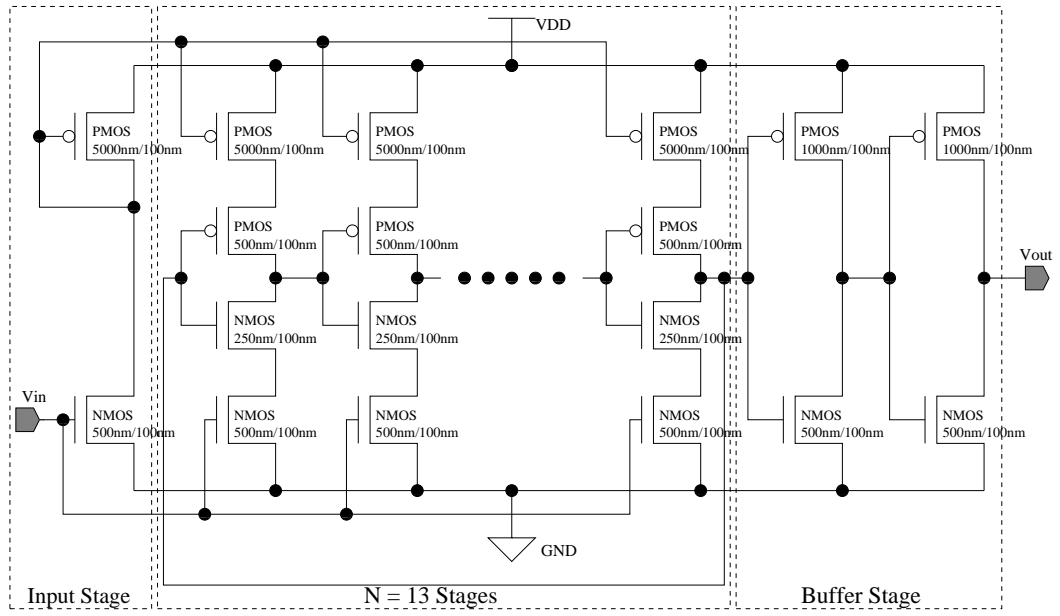 VDD
PMOS
5000nm/100nm
PMOS
5000nm/100nm
PMOS
5000nm/100nm
PMOS
5000nm/100nm
PMOS
1000nm/100nm
PMOS
1000nm/100nm
PMOS
500nm/100nm
PMOS
500nm/100nm
PMOS
500nm/100nm
Vout
NMOS
250nm/100nm
NMOS
250nm/100nm
NMOS
250nm/100nm
Vin
NMOS
500nm/100nm
NMOS
500nm/100nm
NMOS
500nm/100nm
NMOS
500nm/100nm
NMOS
500nm/100nm
NMOS
500nm/100nm
GND
Input Stage
N = 13 Stages
Buffer Stage